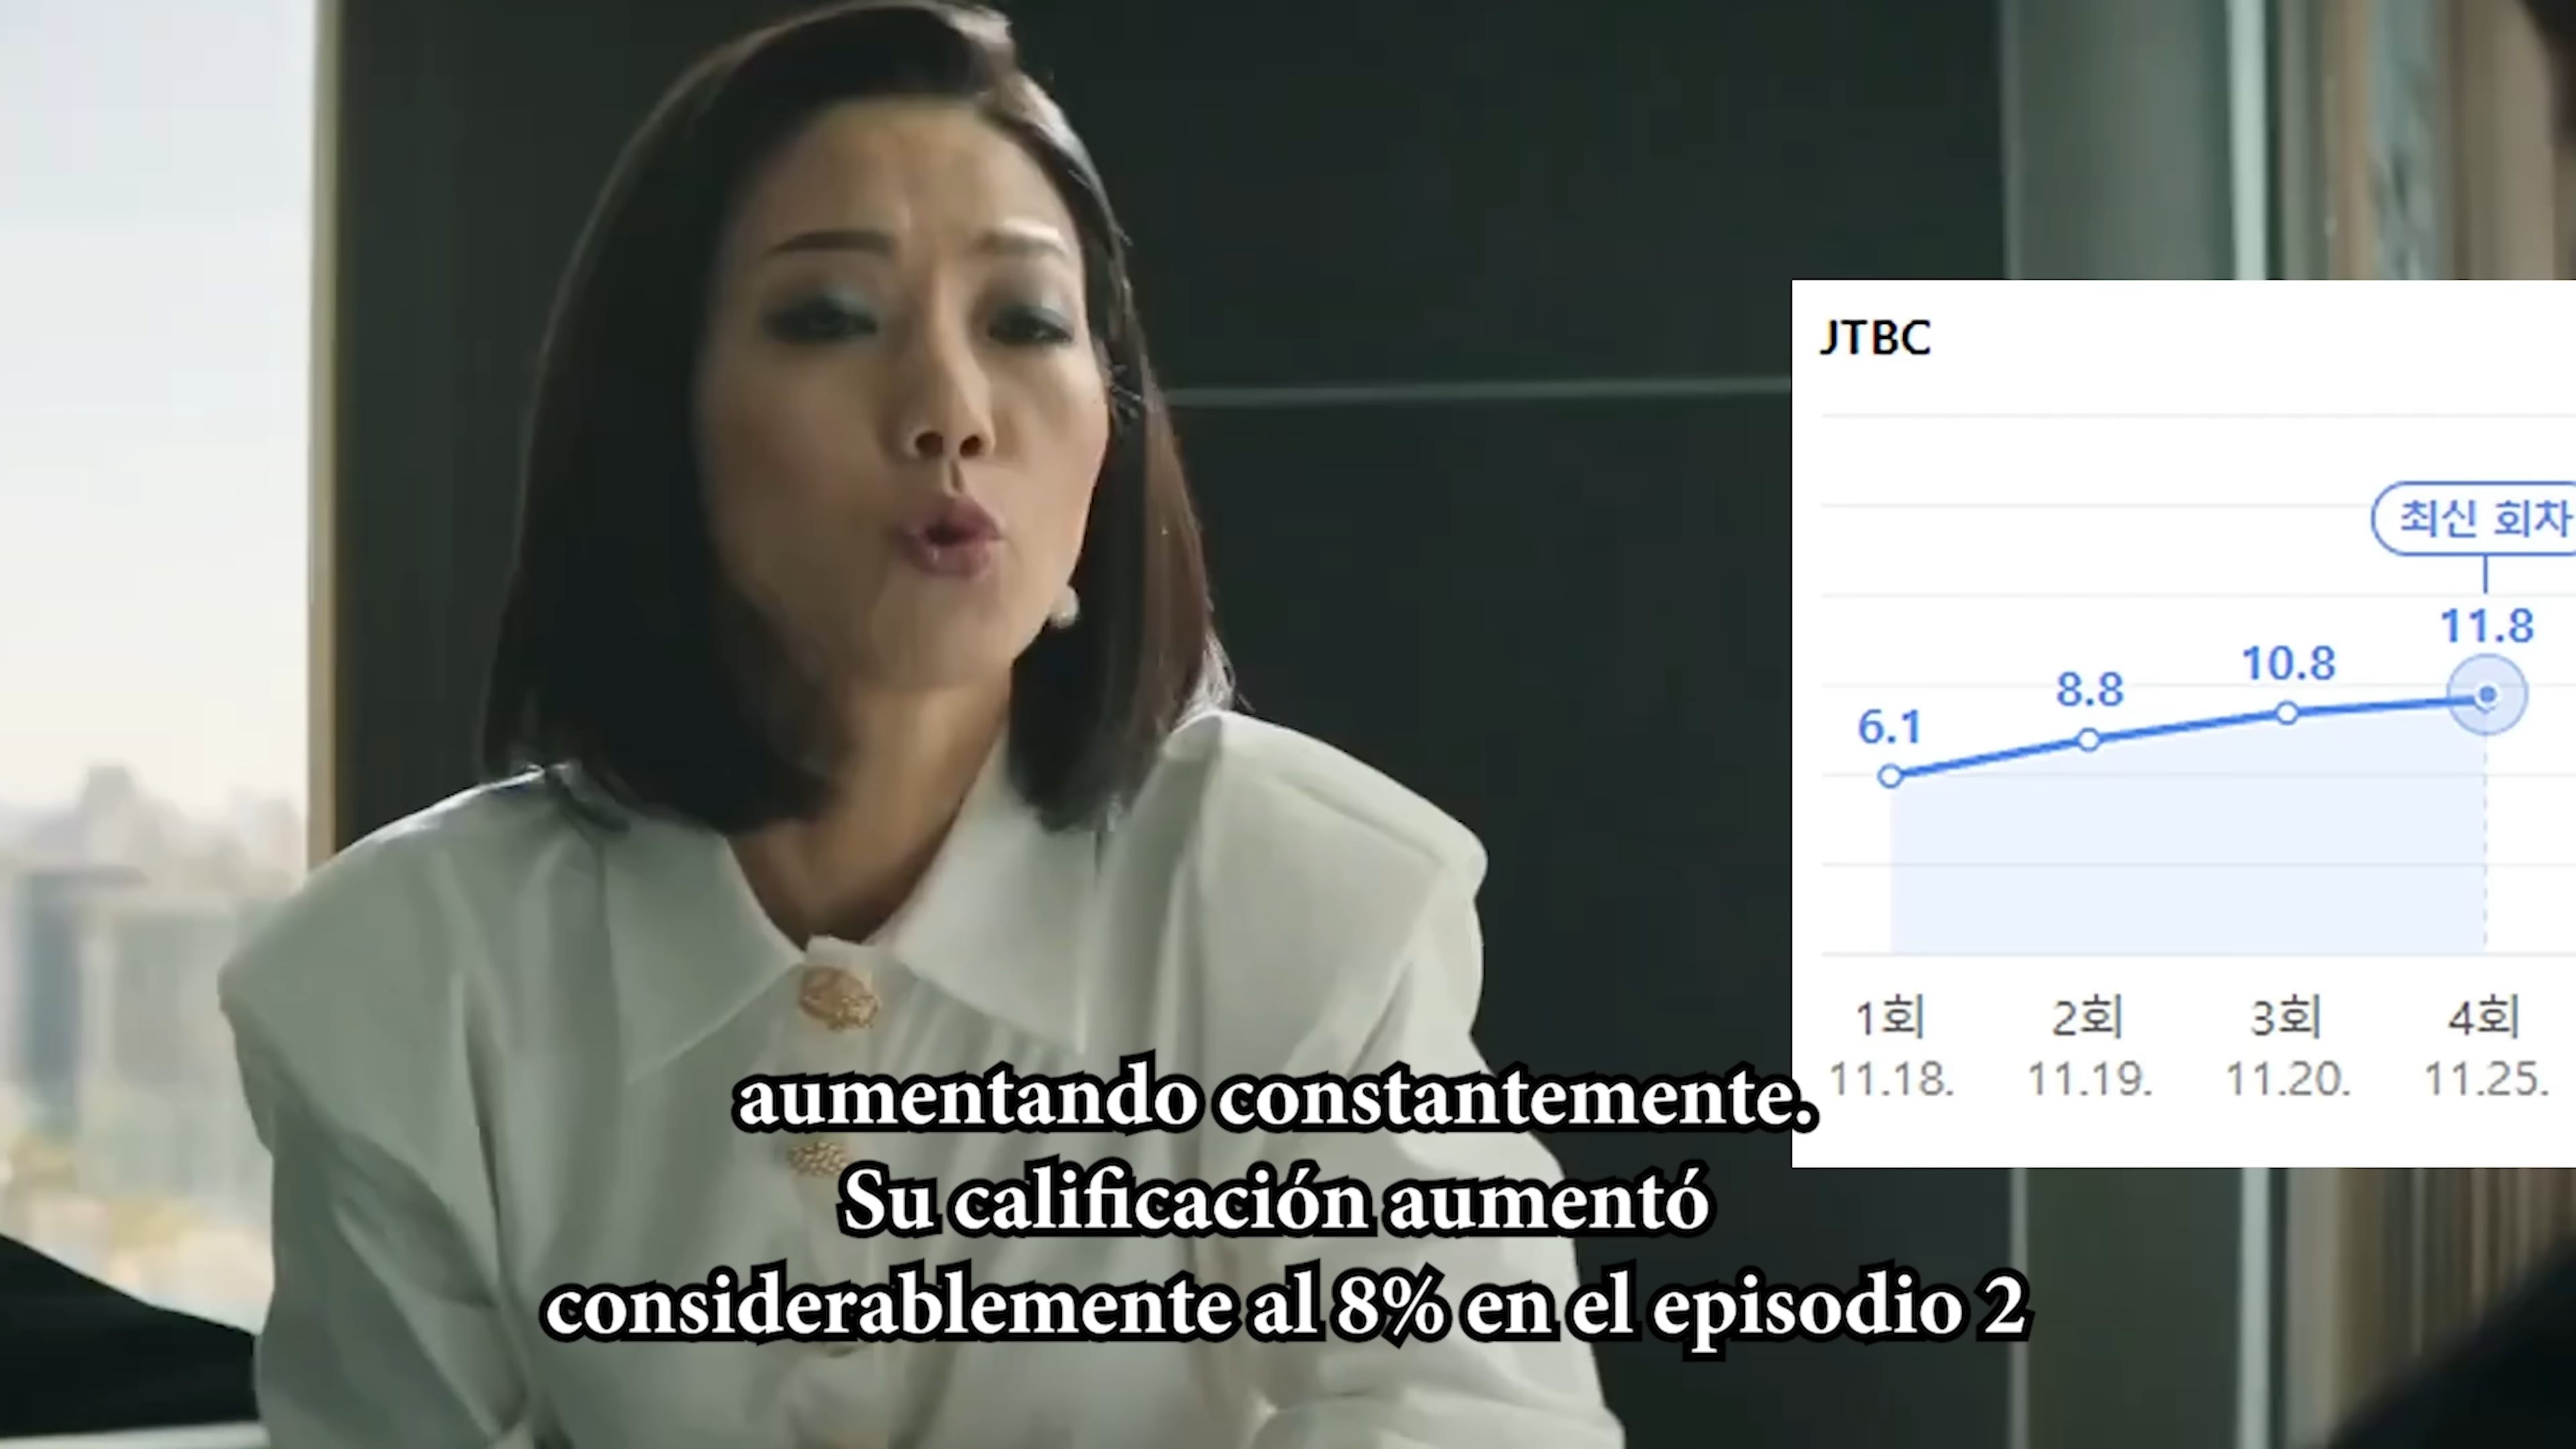 JTBC
최신 회차
11.8
10.8
8.8
6.1
1회 2회 3회 4회
11.18. 11.19. 11.20. 11.25.
aumentando constantemente.
Su calificación aumentó
considerablemente al 8% en el episodio 2